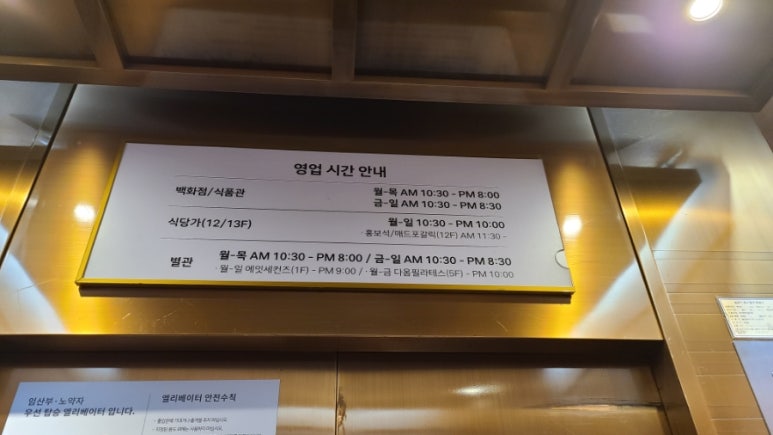 영업 시간 안내
백화점/식품관 월-목 AM 10:30 - PM 8:00
금-일 AM 10:30 - PM 8:30
식당가(12/13F) 월-일 10:30 - PM 10:00
· 홍보석/매드포갈릭(12F) AM 11:30 -
별관 월-목 AM 10:30 - PM 8:00 / 금-일 AM 10:30 - PM 8:30
· 월-일 에잇세컨즈(1F) - PM 9:00 / · 월-금 다옴필라테스(5F) - PM 10:00
임산부 · 노약자
우선 탑승 엘리베이터 입니다.
엘리베이터 안전수칙